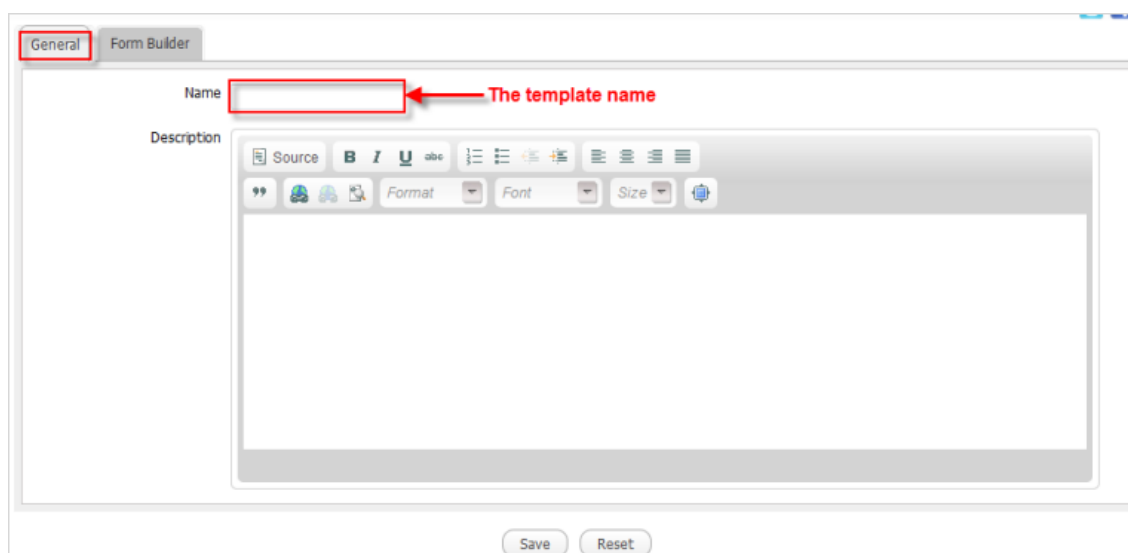 General Form Builder
Name The template name
Description
Source B I U abc
Format Font Size
Save Reset